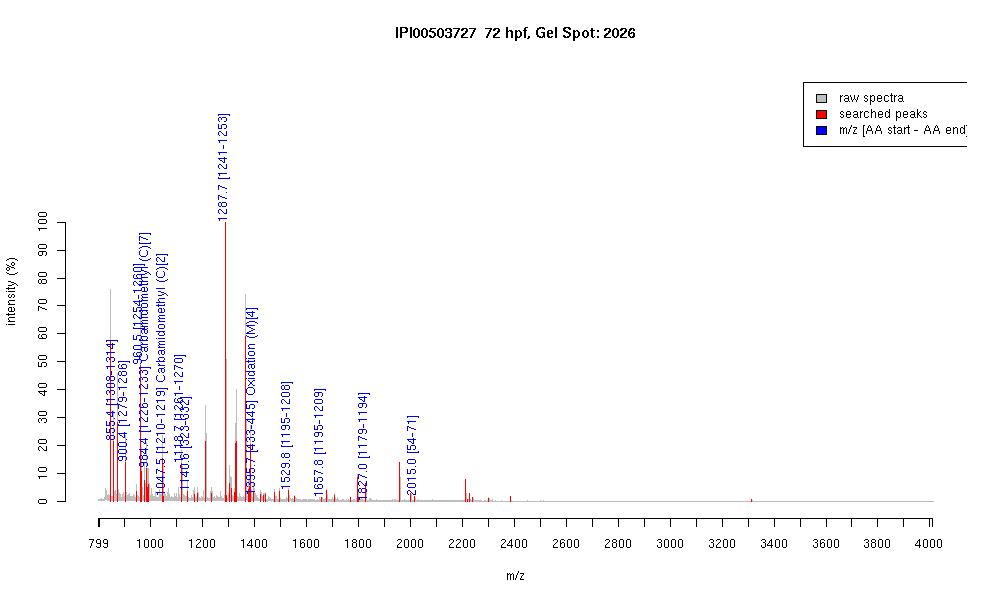 IPI00503727  72 hpf, Gel Spot: 2026
raw spectra
searched peaks
m/z [AA start - AA end]
intensity (%)
100
90
80
70
60
50
40
30
20
10
0
855.4 [1308-1314]
900.4 [1279-1286]
960.5 [1254-1260]
984.4 [1226-1233] Carbamidomethyl (C)[7]
1047.5 [1210-1219] Carbamidomethyl (C)[2]
[1261-1270]
1140.6 [323-332]
1287.7 [1241-1253]
1395.7 [433-445] Oxidation (M)[4]
1529.8 [1195-1208]
1657.8 [1195-1209]
1827.0 [1179-1194]
2015.0 [54-71]
799 1000 1200 1400 1600 1800 2000 2200 2400 2600 2800 3000 3200 3400 3600 3800 4000
m/z